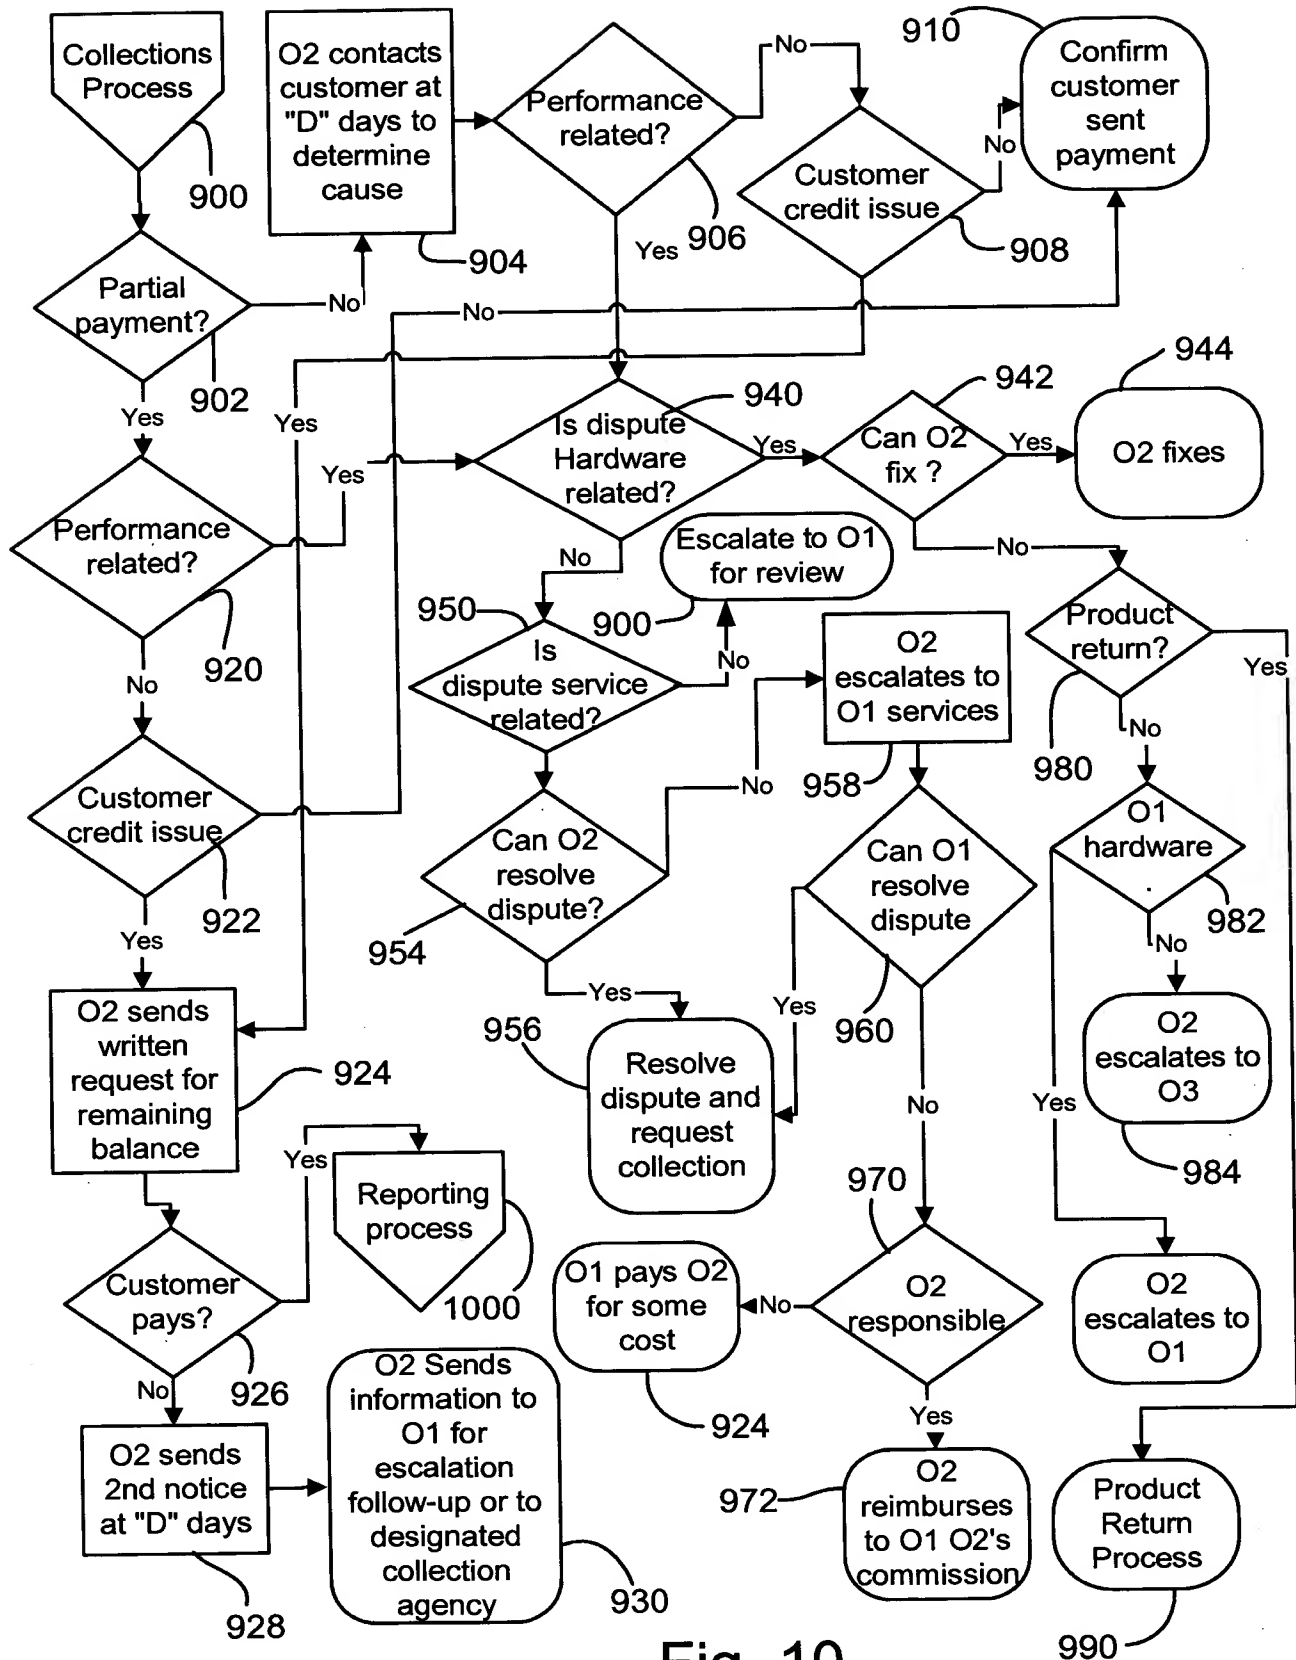 Collections
Process
900
O2 contacts
customer at
"D" days to
determine
cause
904
Performance
related?
906
No
Yes
Customer
credit issue
908
No
910
Confirm
customer
sent
payment
Partial
payment?
902
No
Yes
No
Yes
Performance
related?
920
Yes
No
Is dispute
Hardware
related?
940
Yes
No
Can O2
fix ?
942
Yes
No
944
O2 fixes
Escalate to O1
for review
900
950
Is
dispute service
related?
No
O2
escalates to
O1 services
958
Product
return?
980
Yes
No
Customer
credit issue
922
Yes
Can O2
resolve
dispute?
954
No
Yes
Can O1
resolve
dispute
960
Yes
No
O1
hardware
.
982
No
Yes
O2
escalates to
O3
984
O2 sends
written
request for
remaining
balance
924
956
Resolve
dispute and
request
collection
Yes
Reporting
process
1000
Customer
pays?
926
No
O1 pays O2
for some
cost
924
No
970
O2
responsible
Yes
O2
escalates to
O1
O2 sends
2nd notice
at "D" days
928
O2 Sends
information to
O1 for
escalation
follow-up or to
designated
collection
agency
930
972
O2
reimburses
to O1 O2's
commission
Product
Return
Process
990
Fig. 10